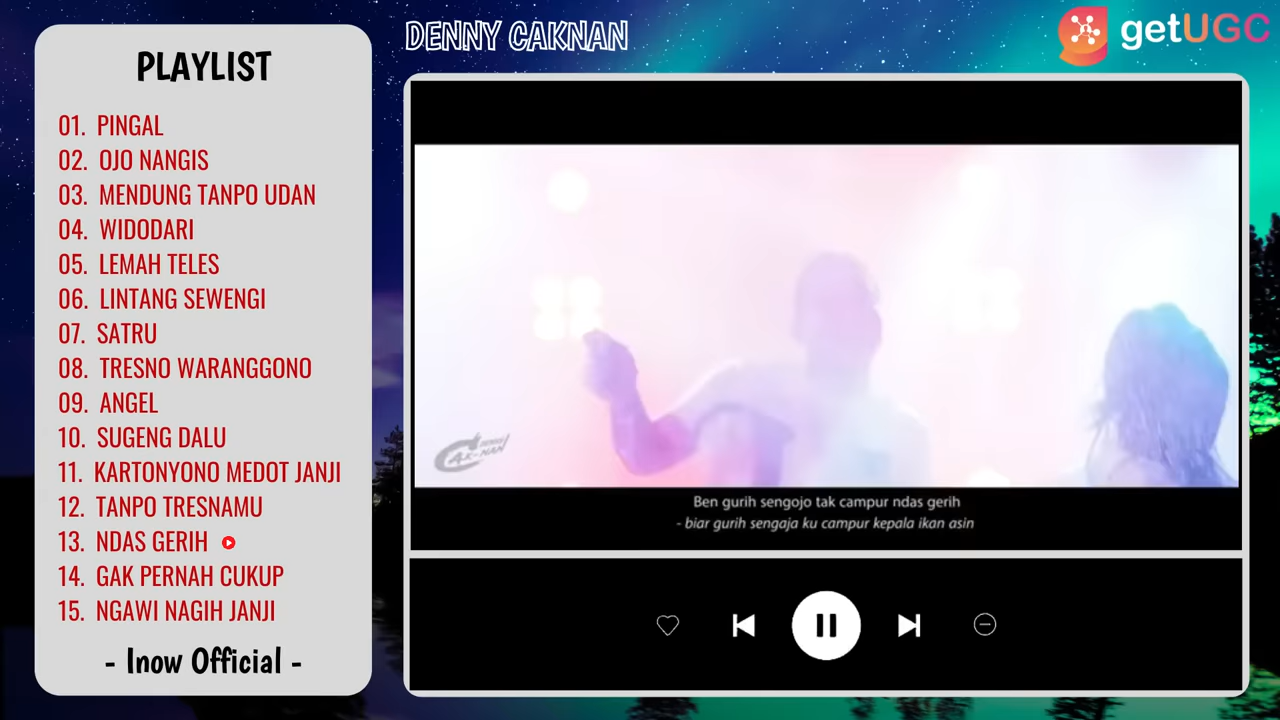 PLAYLIST
01. PINGAL
02. OJO NANGIS
03. MENDUNG TANPO UDAN
04. WIDODARI
05. LEMAH TELES
06. LINTANG SEWENGI
07. SATRU
08. TRESNO WARANGGONO
09. ANGEL
10. SUGENG DALU
11. KARTONYONO MEDOT JANJI
12. TANPO TRESNAMU
13. NDAS GERIH
14. GAK PERNAH CUKUP
15. NGAWI NAGIH JANJI
- Inow Official -
DENNY CAKNAN
getUGC
DENNY
CAK-NAN
Ben gurih sengojo tak campur ndas gerih
- biar gurih sengaja ku campur kepala ikan asin